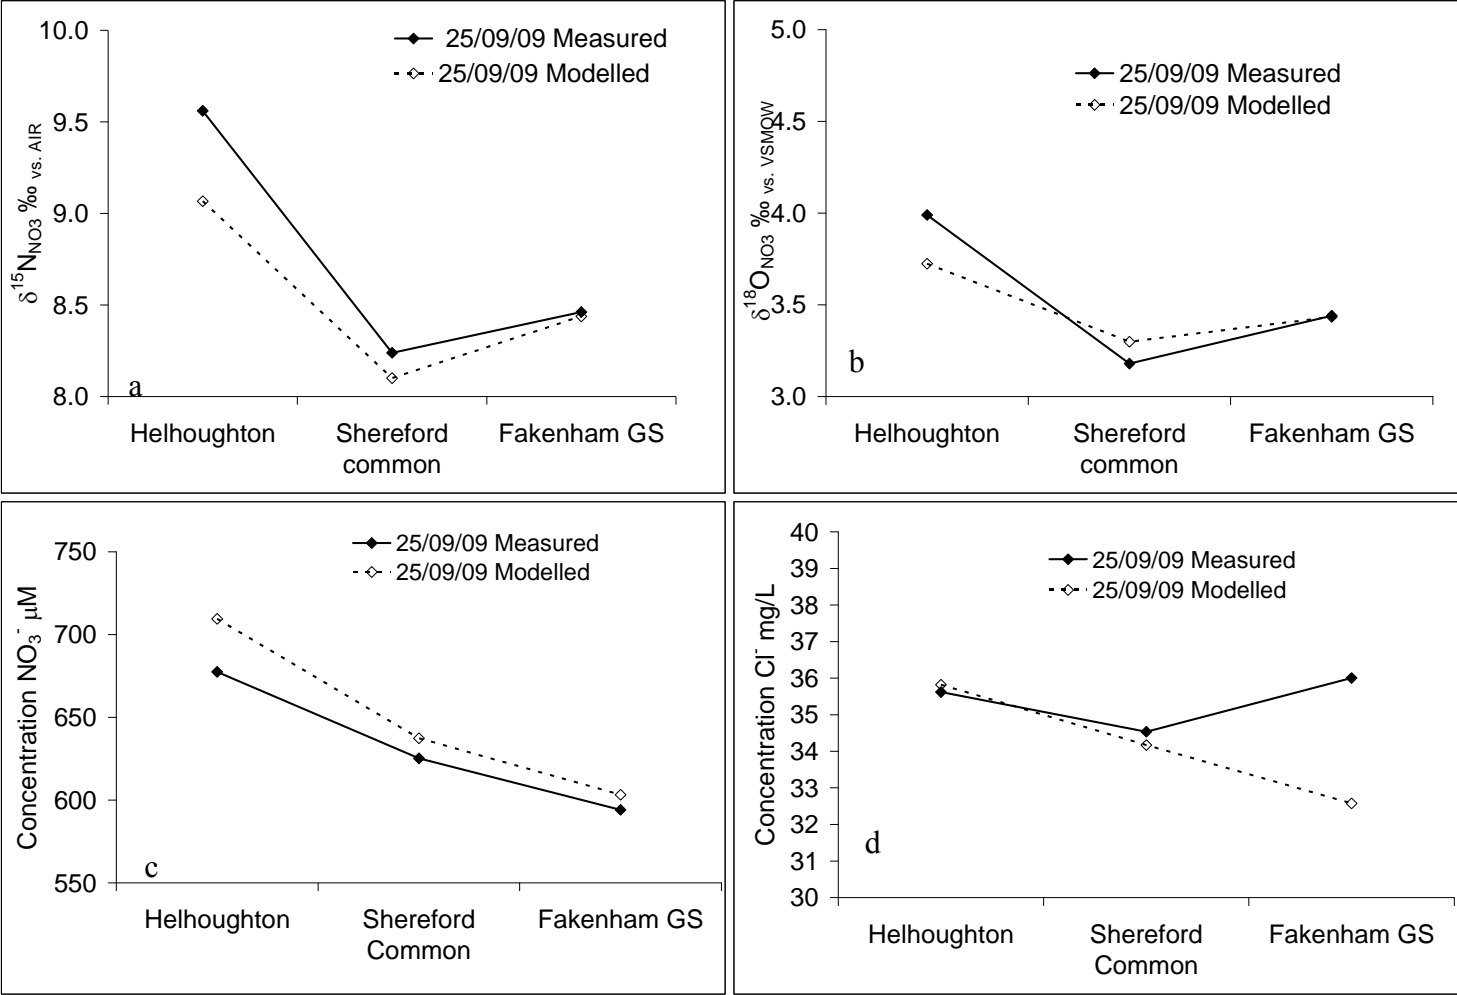 10.0
9.5
9.0
8.5
8.0
δ¹⁵N_NO3 ‰ vs. AIR
25/09/09 Measured
25/09/09 Modelled
a
Helhoughton
Shereford
common
Fakenham GS
5.0
4.5
4.0
3.5
3.0
δ¹⁸O_NO3 ‰ vs. VSMOW
25/09/09 Measured
25/09/09 Modelled
b
Helhoughton
Shereford
common
Fakenham GS
750
700
650
600
550
Concentration NO₃⁻ µM
25/09/09 Measured
25/09/09 Modelled
c
Helhoughton
Shereford
Common
Fakenham GS
40
39
38
37
36
35
34
33
32
31
30
Concentration Cl⁻ mg/L
25/09/09 Measured
25/09/09 Modelled
d
Helhoughton
Shereford
Common
Fakenham GS